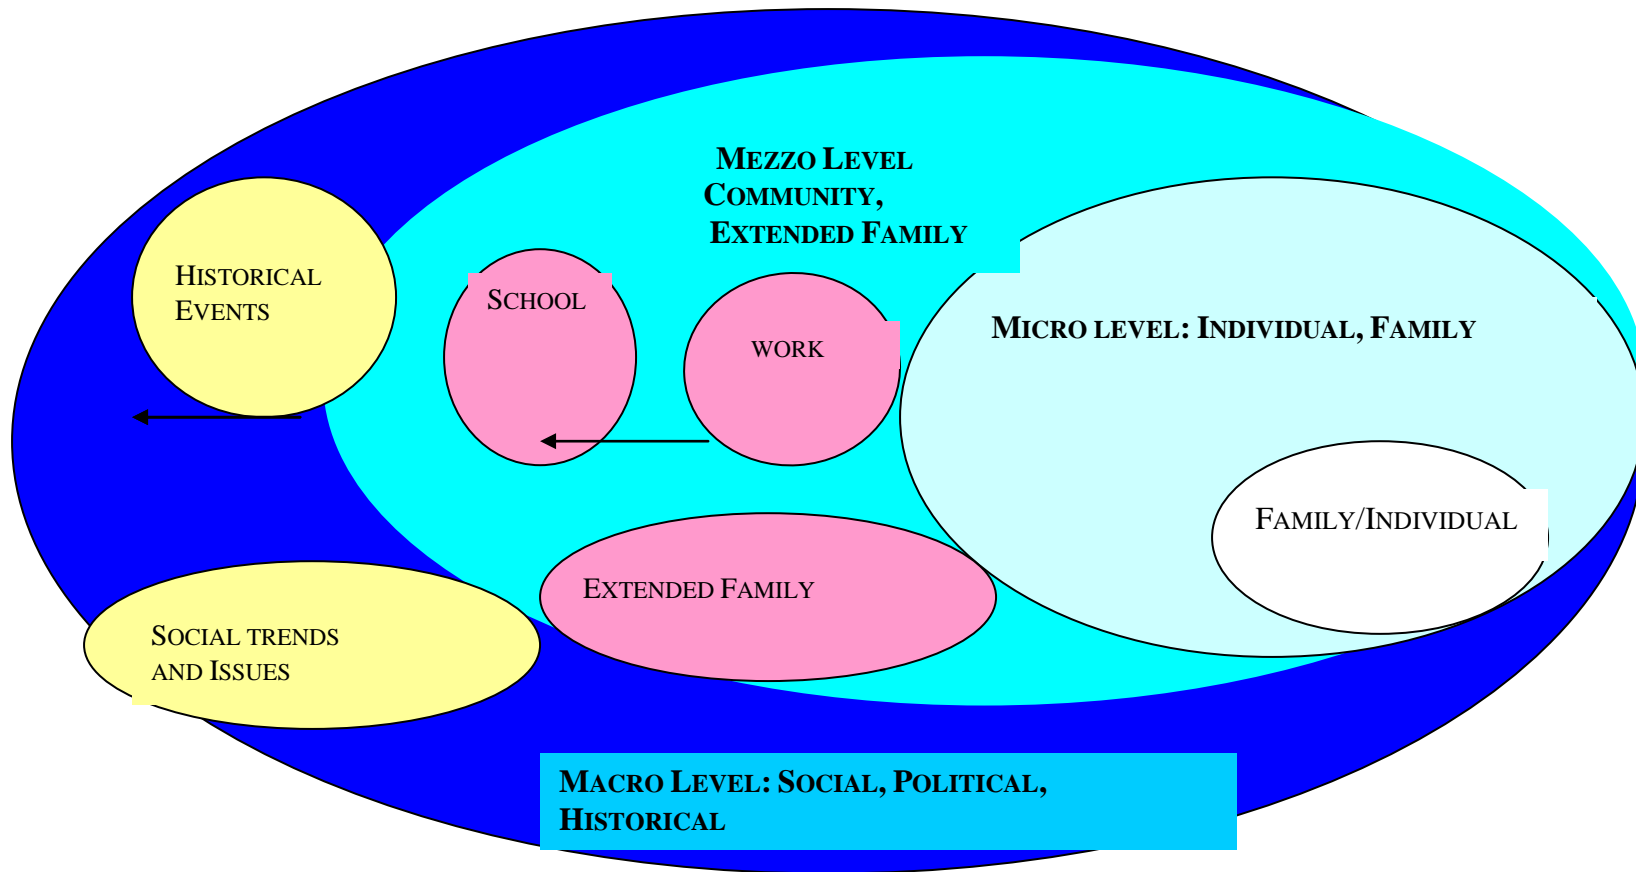 MEZZO LEVEL
COMMUNITY,
EXTENDED FAMILY
HISTORICAL
EVENTS
SCHOOL
WORK
MICRO LEVEL: INDIVIDUAL, FAMILY
FAMILY/INDIVIDUAL
EXTENDED FAMILY
SOCIAL TRENDS
AND ISSUES
MACRO LEVEL: SOCIAL, POLITICAL,
HISTORICAL